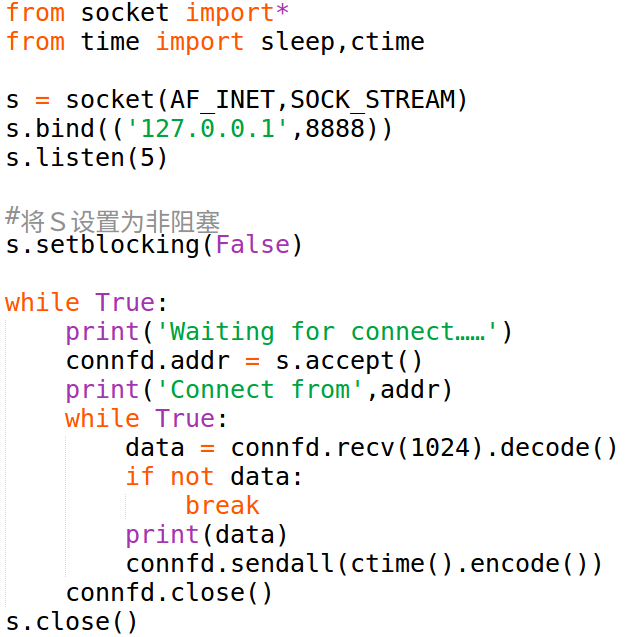 from socket import*
from time import sleep,ctime
s = socket(AF_INET,SOCK_STREAM)
s.bind(('127.0.0.1',8888))
s.listen(5)
#将Ｓ设置为非阻塞
s.setblocking(False)
while True:
print('Waiting for connect……')
connfd.addr = s.accept()
print('Connect from',addr)
while True:
data = connfd.recv(1024).decode()
if not data:
break
print(data)
connfd.sendall(ctime().encode())
connfd.close()
s.close()